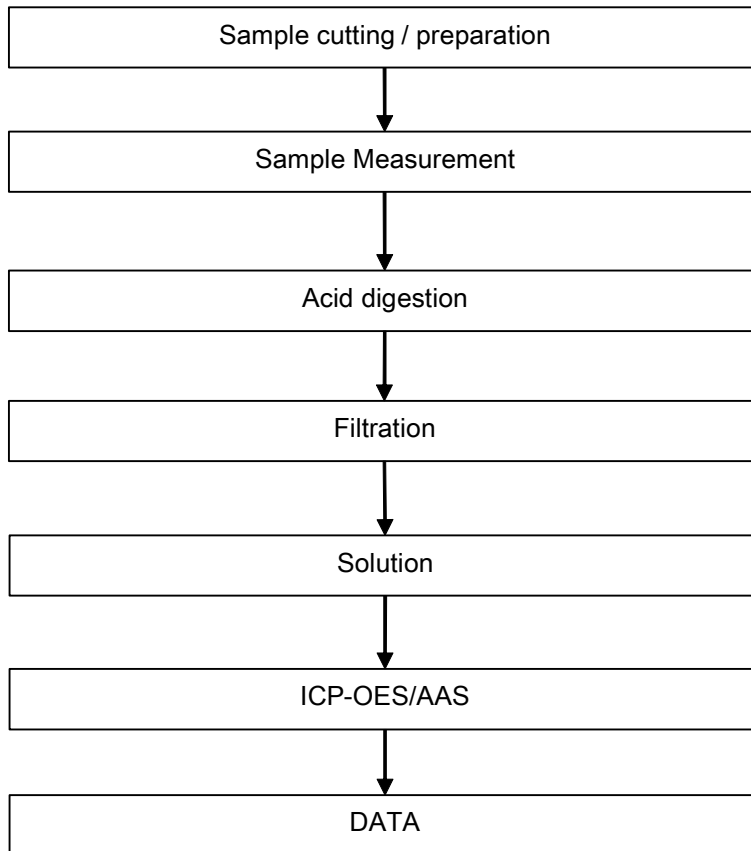 Sample cutting / preparation
Sample Measurement
Acid digestion
Filtration
Solution
ICP-OES/AAS
DATA